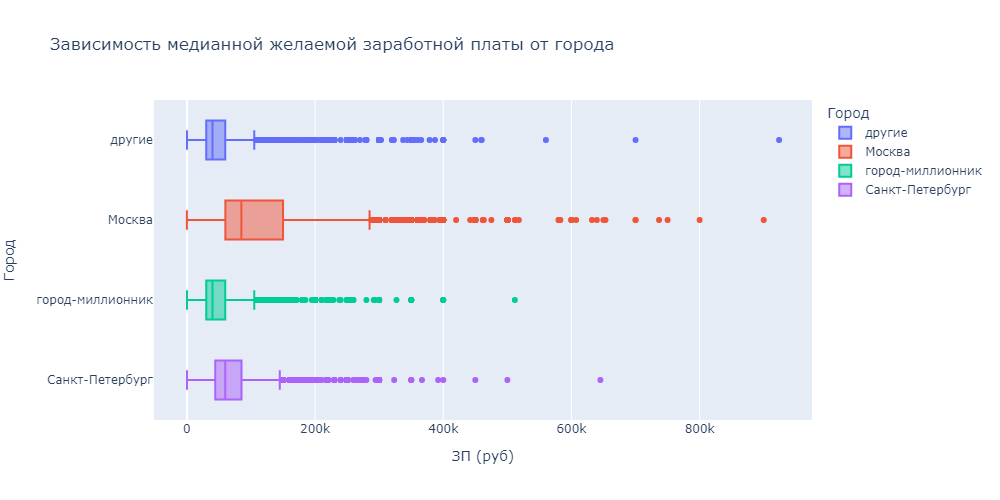 Зависимость медианной желаемой заработной платы от города
Город
другие
Москва
город-миллионник
Санкт-Петербург
Город
другие
Москва
город-миллионник
Санкт-Петербург
0
200k
400k
600k
800k
ЗП (руб)